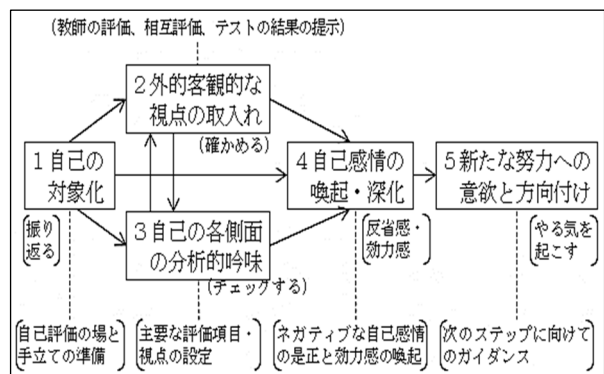 (教師の評価、相互評価、テストの結果の提示)
2外的客観的な
視点の取入れ
(確かめる)
1自己の
対象化
振り
返る
3自己の各側面
の分析的吟味
(チェックする)
4自己感情の
喚起・深化
反省感・
効力感
5新たな努力への
意欲と方向付け
やる気を
起こす
自己評価の場と
手立ての準備
主要な評価項目・
視点の設定
ネガティブな自己感情
の是正と効力感の喚起
次のステップに向けて
のガイダンス